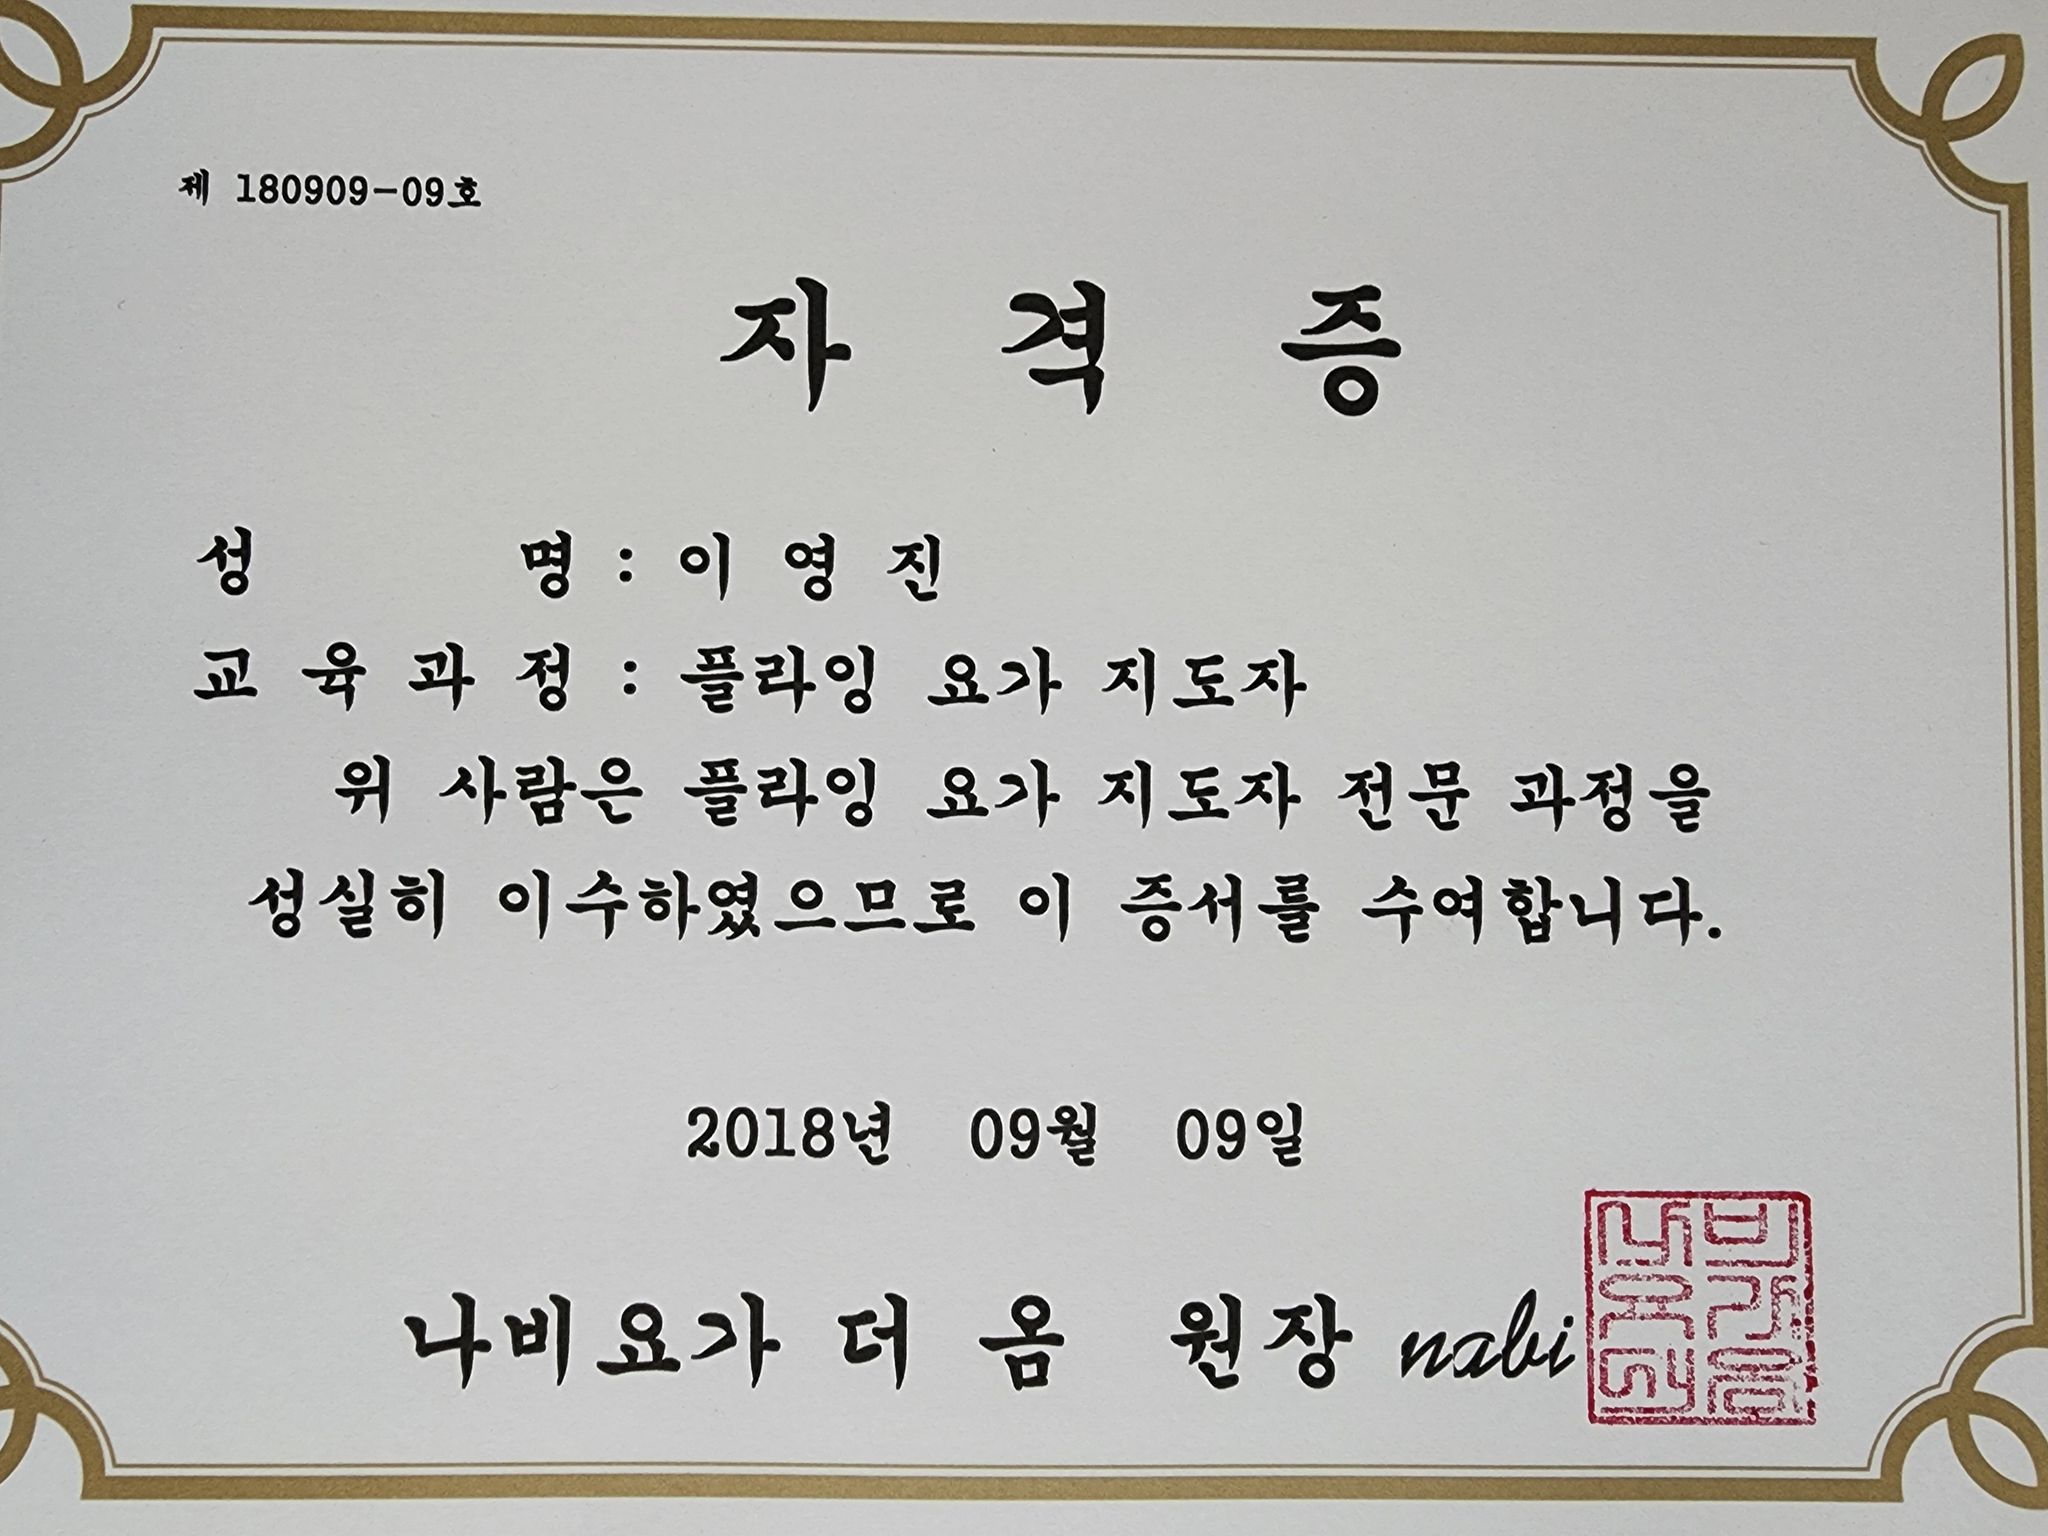 제 180909-09호
자 격 증
성 명 : 이 영 진
교 육 과 정 : 플라잉 요가 지도자
위 사람은 플라잉 요가 지도자 전문 과정을
성실히 이수하였으므로 이 증서를 수여합니다.
2018년 09월 09일
나비요가 더 옴 원장 nabi
나비